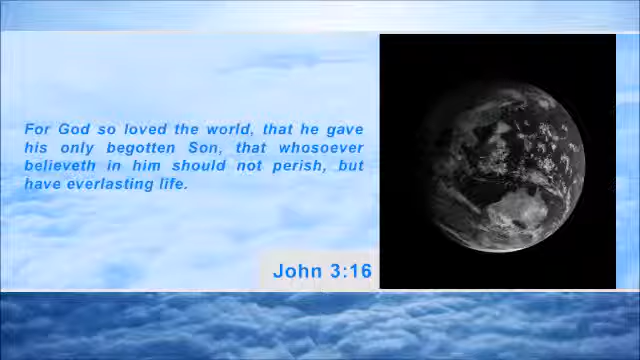 For God so loved the world, that he gave
his only begotten Son, that whosoever
believeth in him should not perish, but
have everlasting life.
John 3:16